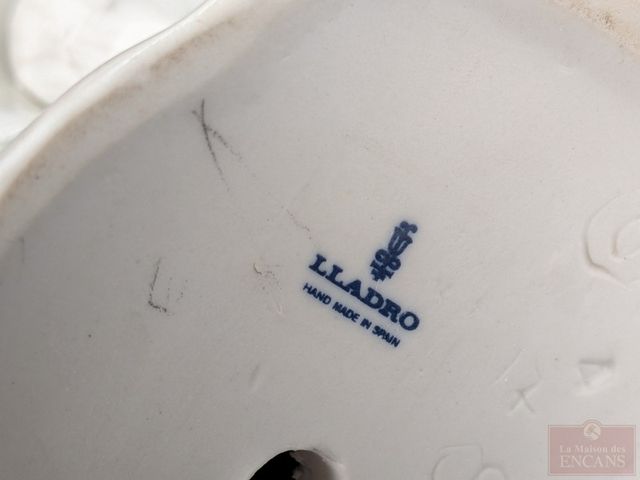 LLADRO
HAND MADE IN SPAIN
La Maison des
ENCANS